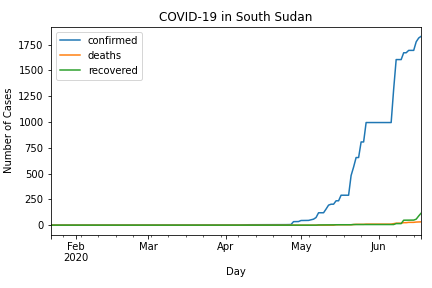 COVID-19 in South Sudan
confirmed
deaths
recovered
1750
1500
1250
1000
750
500
250
0
Number of Cases
Feb
2020
Mar
Apr
May
Jun
Day